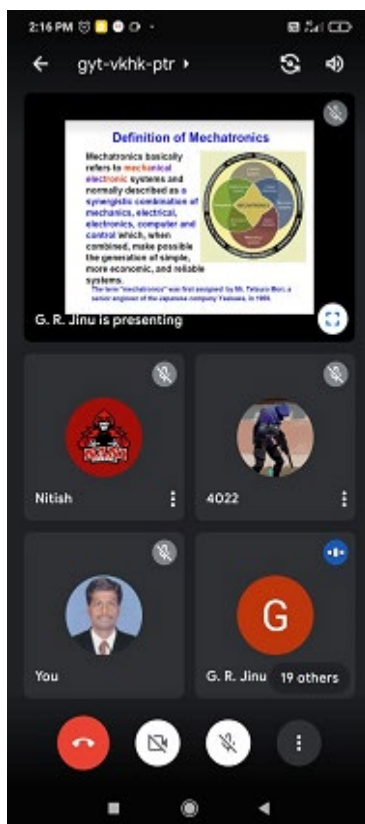 2:16 PM
gyt-vkhk-ptr
Definition of Mechatronics
Mechatronics basically
refers to mechanical
electronic systems and
normally described as a
synergistic combination of
mechanics, electrical,
electronics, computer and
control which, when
combined, make possible
the generation of simple,
more economic, and reliable
systems.
MECHATRONICS
The term "mechatronics" was first assigned by Mr. Tetsuro Mori, a
senior engineer of the Japanese company Yaskawa, in 1969.
G. R. Jinu is presenting
Nitish
4022
You
G
G. R. Jinu
19 others